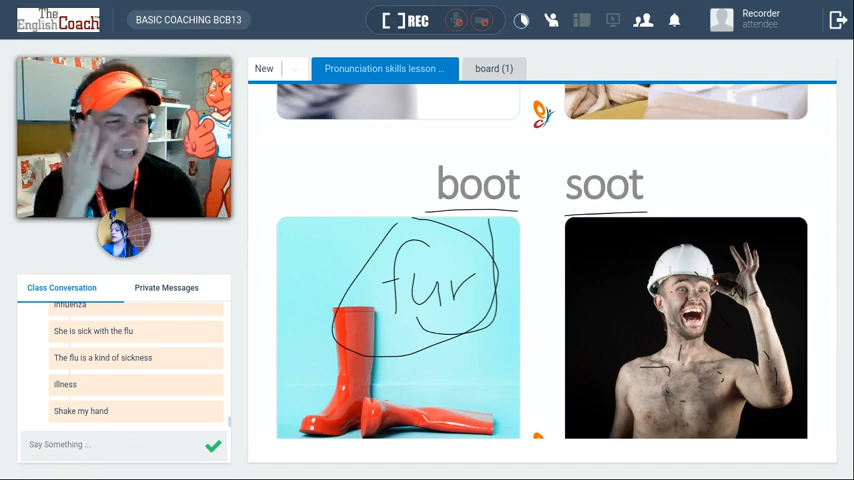 The
EnglishCoach
BASIC COACHING BCB13
[ ] REC
Recorder
attendee
New
Pronunciation skills lesson ...
board (1)
boot
soot
fur
Class Conversation
Private Messages
influenza
She is sick with the flu
The flu is a kind of sickness
illness
Shake my hand
Say Something ...